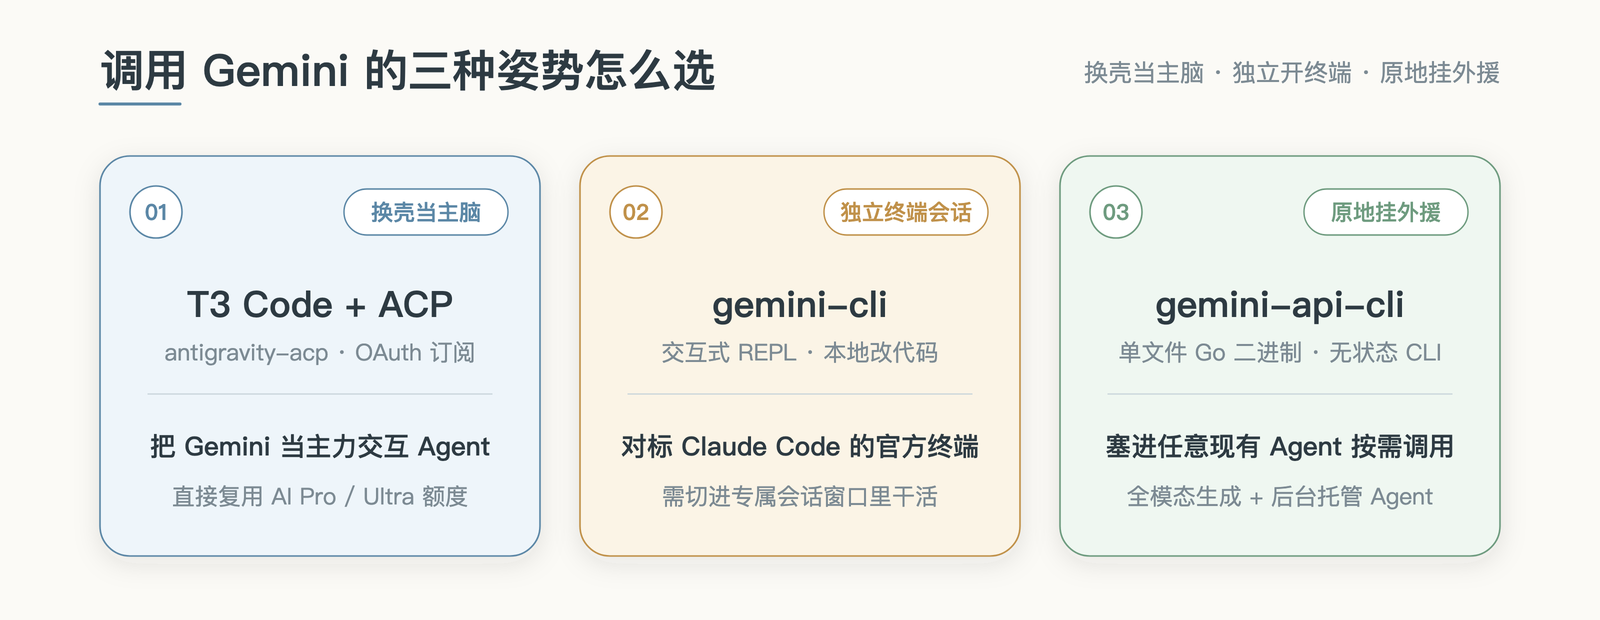 调用 Gemini 的三种姿势怎么选
换壳当主脑 · 独立开终端 · 原地挂外援
01
换壳当主脑
T3 Code + ACP
antigravity-acp · OAuth 订阅
把 Gemini 当主力交互 Agent
直接复用 AI Pro / Ultra 额度
02
独立终端会话
gemini-cli
交互式 REPL · 本地改代码
对标 Claude Code 的官方终端
需切进专属会话窗口里干活
03
原地挂外援
gemini-api-cli
单文件 Go 二进制 · 无状态 CLI
塞进任意现有 Agent 按需调用
全模态生成 + 后台托管 Agent